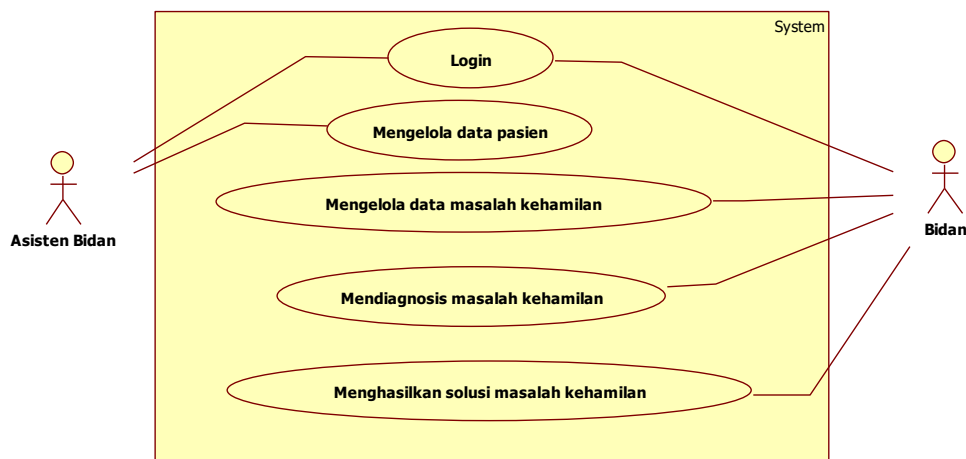 System
Login
Mengelola data pasien
Mengelola data masalah kehamilan
Asisten Bidan
Bidan
Mendiagnosis masalah kehamilan
Menghasilkan solusi masalah kehamilan